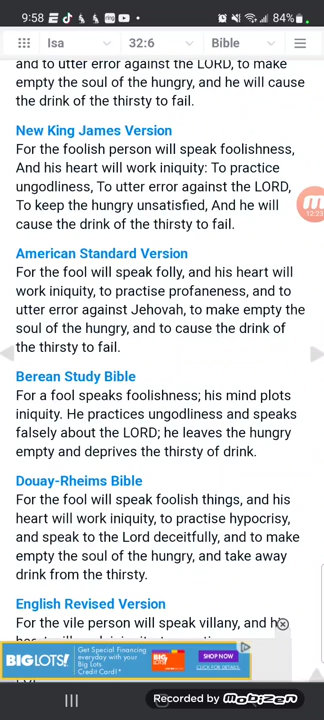 9:58 84%
Isa 32:6 Bible
and to utter error against the LORD, to make
empty the soul of the hungry, and he will cause
the drink of the thirsty to fail.
New King James Version
For the foolish person will speak foolishness,
And his heart will work iniquity: To practice
ungodliness, To utter error against the LORD,
To keep the hungry unsatisfied, And he will
cause the drink of the thirsty to fail.
12:23
American Standard Version
For the fool will speak folly, and his heart will
work iniquity, to practise profaneness, and to
utter error against Jehovah, to make empty the
soul of the hungry, and to cause the drink of
the thirsty to fail.
Berean Study Bible
For a fool speaks foolishness; his mind plots
iniquity. He practices ungodliness and speaks
falsely about the LORD; he leaves the hungry
empty and deprives the thirsty of drink.
Douay-Rheims Bible
For the fool will speak foolish things, and his
heart will work iniquity, to practise hypocrisy,
and speak to the Lord deceitfully, and to make
empty the soul of the hungry, and take away
drink from the thirsty.
English Revised Version
For the vile person will speak villany, and his
BIG LOTS!
Get Special Financing
everyday with your
Big Lots
Credit Card!*
BIG LOTS
SHOP NOW
CLICK FOR DETAILS
Recorded by mobizen